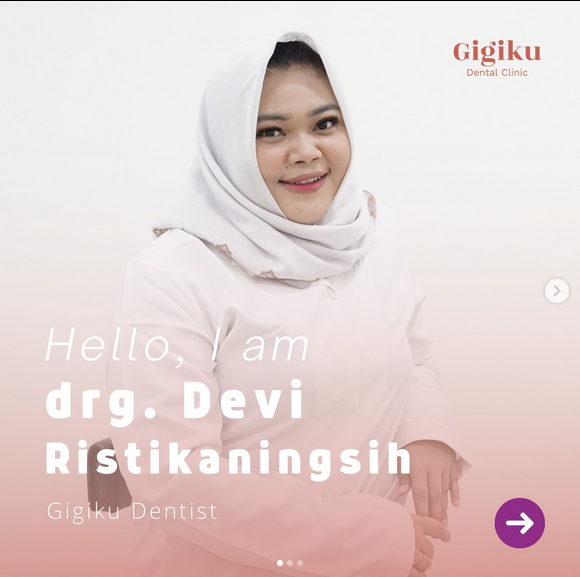 Gigiku
Dental Clinic
Hello, I am
drg. Devi
Ristikaningsih
Gigiku Dentist